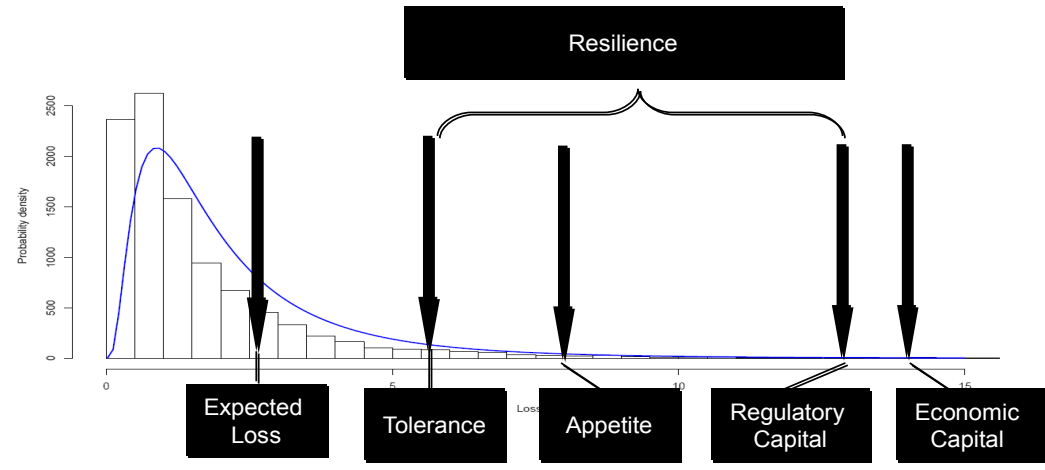 Resilience
Probability density
2500
2000
1500
1000
500
0
0
5
10
15
Loss
Expected
Loss
Tolerance
Appetite
Regulatory
Capital
Economic
Capital